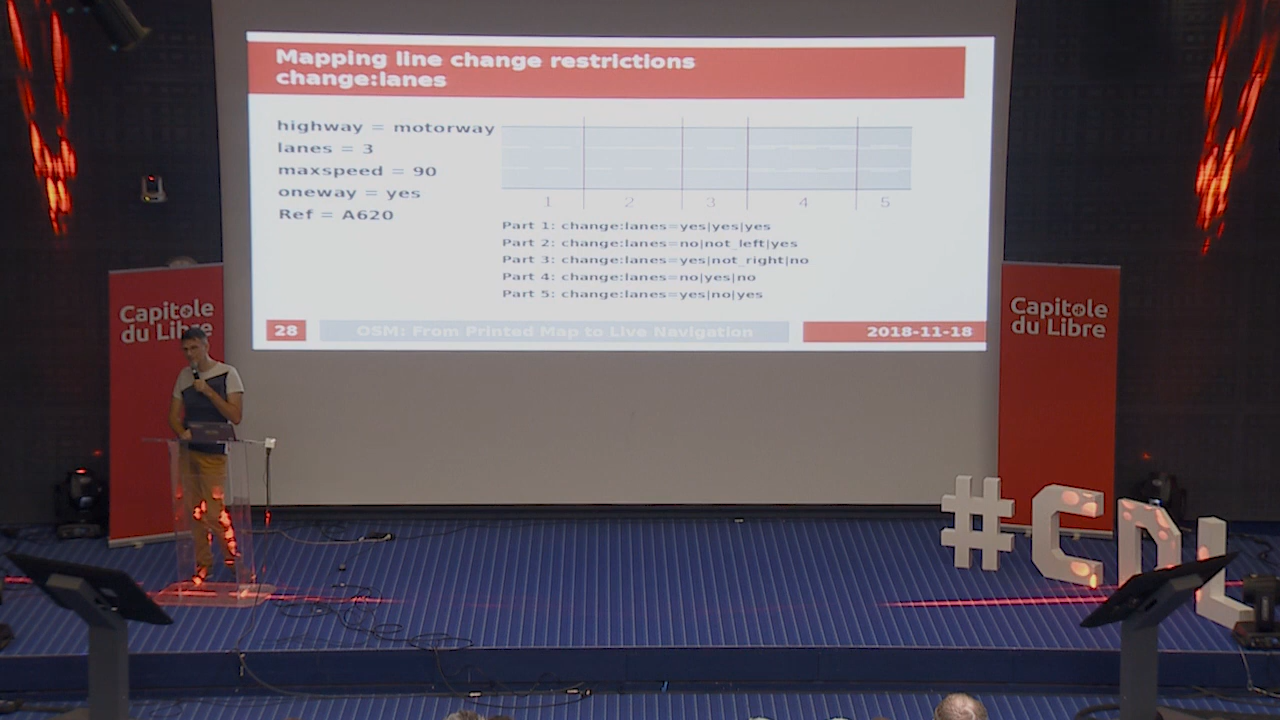 Mapping line change restrictions
change:lanes
highway = motorway
lanes = 3
maxspeed = 90
oneway = yes
Ref = A620
1 2 3 4 5
Part 1: change:lanes=yes|yes|yes
Part 2: change:lanes=no|not_left|yes
Part 3: change:lanes=yes|not_right|no
Part 4: change:lanes=no|yes|no
Part 5: change:lanes=yes|no|yes
28 OSM: From Printed Map to Live Navigation 2018-11-18
Capitole
du Libre
Capitole
du Libre
#CDL